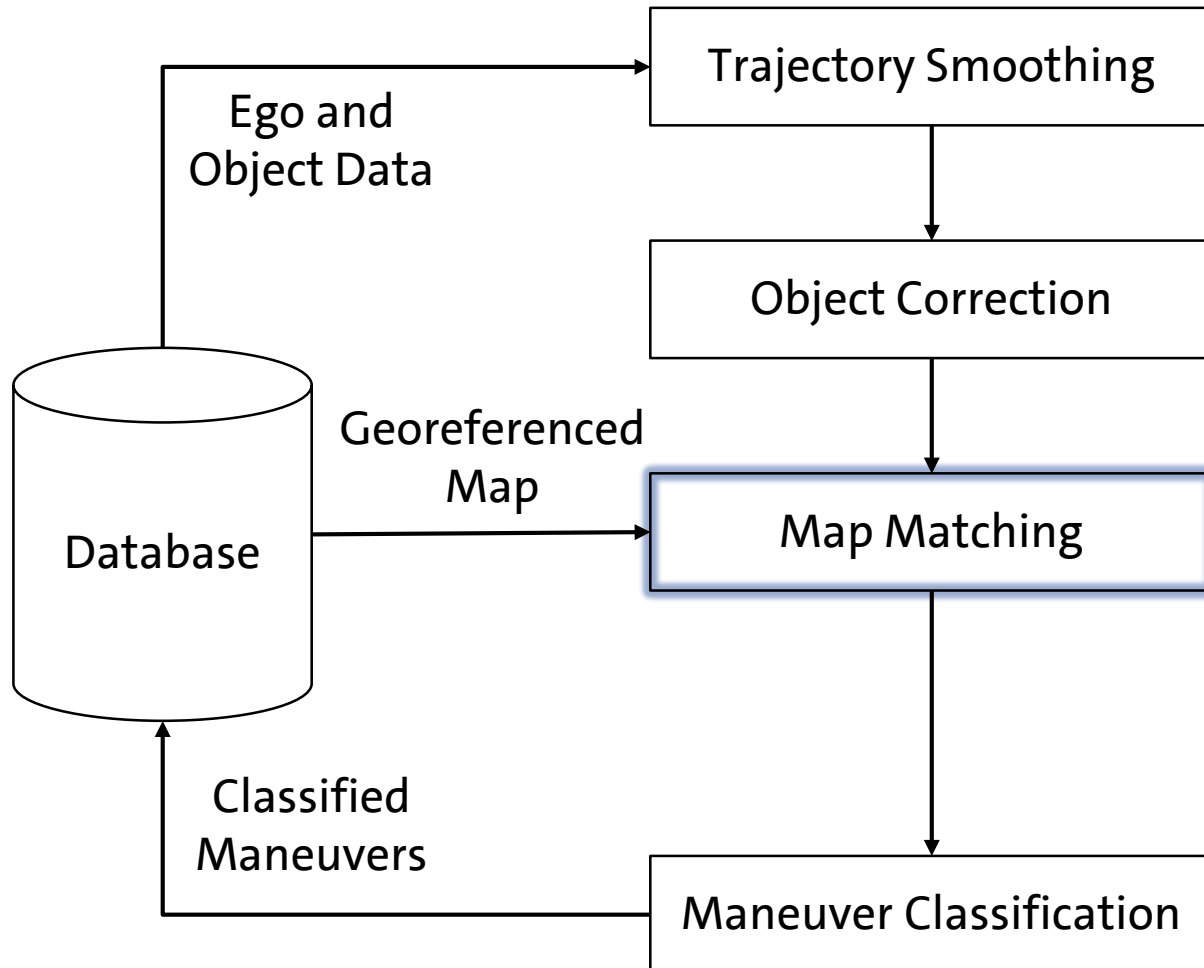 Trajectory Smoothing
Ego and
Object Data
Object Correction
Georeferenced
Map
Map Matching
Database
Classified
Maneuvers
Maneuver Classification